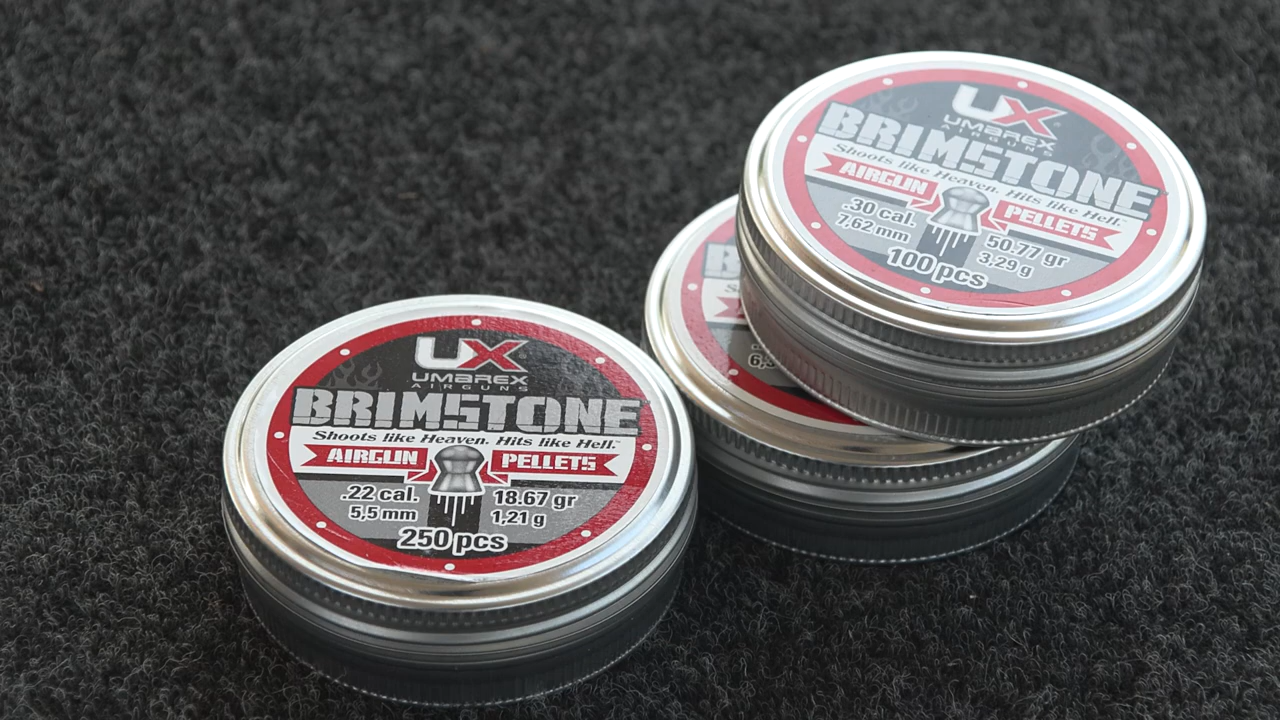 UX
UMAREX
AIRGUNS
BRIMSTONE
Shoots like Heaven. Hits like Hell.™
AIRGUN PELLETS
.22 cal. 18.67 gr
5,5 mm 1,21 g
250 pcs
UX
UMAREX
AIRGUNS
BRIMSTONE
Shoots like Heaven. Hits like Hell.™
AIRGUN PELLETS
.30 cal. 50.77 gr
7,62 mm 3,29 g
100 pcs